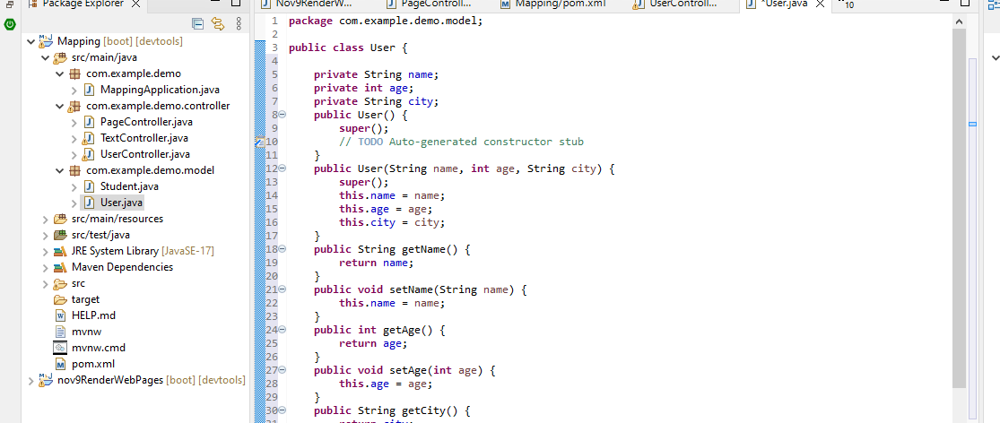 Package Explorer
Nov9RenderW...
PageControll...
Mapping/pom.xml
UserControll...
*User.java
10
Mapping [boot] [devtools]
src/main/java
com.example.demo
MappingApplication.java
com.example.demo.controller
PageController.java
TextController.java
UserController.java
com.example.demo.model
Student.java
User.java
src/main/resources
src/test/java
JRE System Library [JavaSE-17]
Maven Dependencies
src
target
HELP.md
mvnw
mvnw.cmd
pom.xml
nov9RenderWebPages [boot] [devtools]
1 package com.example.demo.model;
2
3 public class User {
4
5 private String name;
6 private int age;
7 private String city;
8 public User() {
9 super();
10 // TODO Auto-generated constructor stub
11 }
12 public User(String name, int age, String city) {
13 super();
14 this.name = name;
15 this.age = age;
16 this.city = city;
17 }
18 public String getName() {
19 return name;
20 }
21 public void setName(String name) {
22 this.name = name;
23 }
24 public int getAge() {
25 return age;
26 }
27 public void setAge(int age) {
28 this.age = age;
29 }
30 public String getCity() {